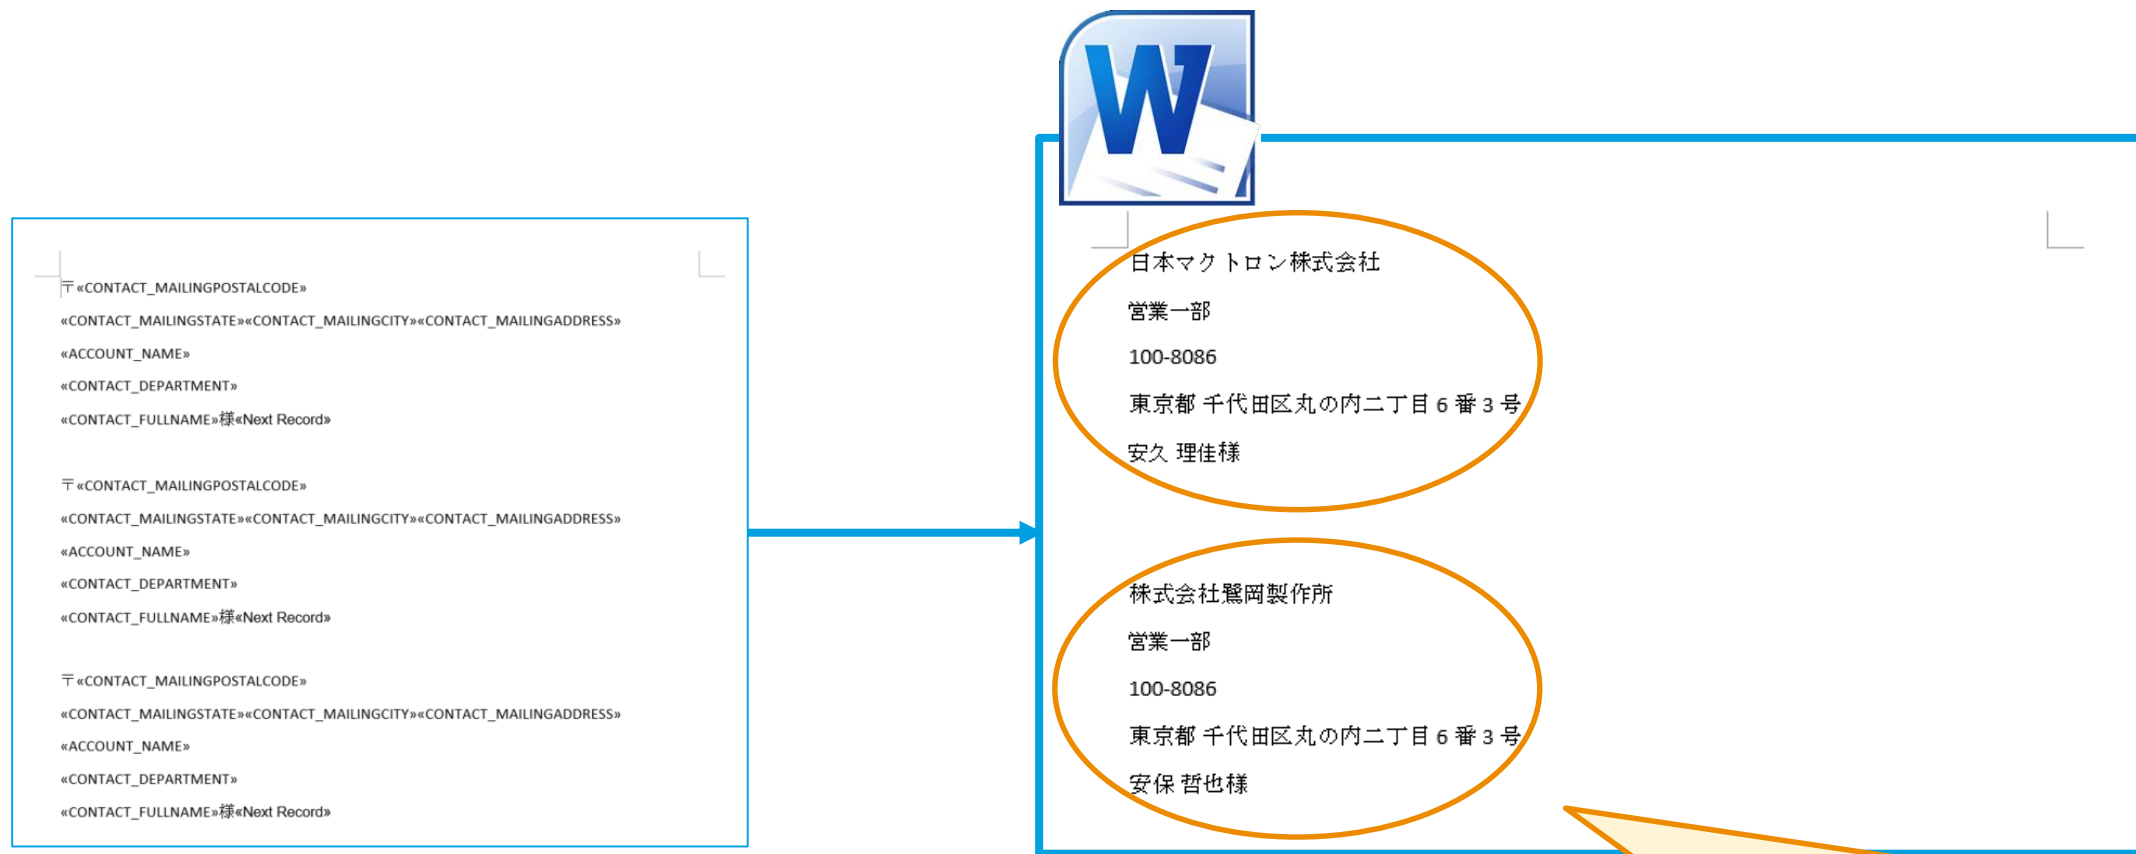 〒«CONTACT_MAILINGPOSTALCODE»
«CONTACT_MAILINGSTATE»«CONTACT_MAILINGCITY»«CONTACT_MAILINGADDRESS»
«ACCOUNT_NAME»
«CONTACT_DEPARTMENT»
«CONTACT_FULLNAME»様«Next Record»
〒«CONTACT_MAILINGPOSTALCODE»
«CONTACT_MAILINGSTATE»«CONTACT_MAILINGCITY»«CONTACT_MAILINGADDRESS»
«ACCOUNT_NAME»
«CONTACT_DEPARTMENT»
«CONTACT_FULLNAME»様«Next Record»
〒«CONTACT_MAILINGPOSTALCODE»
«CONTACT_MAILINGSTATE»«CONTACT_MAILINGCITY»«CONTACT_MAILINGADDRESS»
«ACCOUNT_NAME»
«CONTACT_DEPARTMENT»
«CONTACT_FULLNAME»様«Next Record»
W
日本マクトロン株式会社
営業一部
100-8086
東京都 千代田区丸の内二丁目 6 番 3 号
安久 理佳様
株式会社鷺岡製作所
営業一部
100-8086
東京都 千代田区丸の内二丁目 6 番 3 号
安保 哲也様